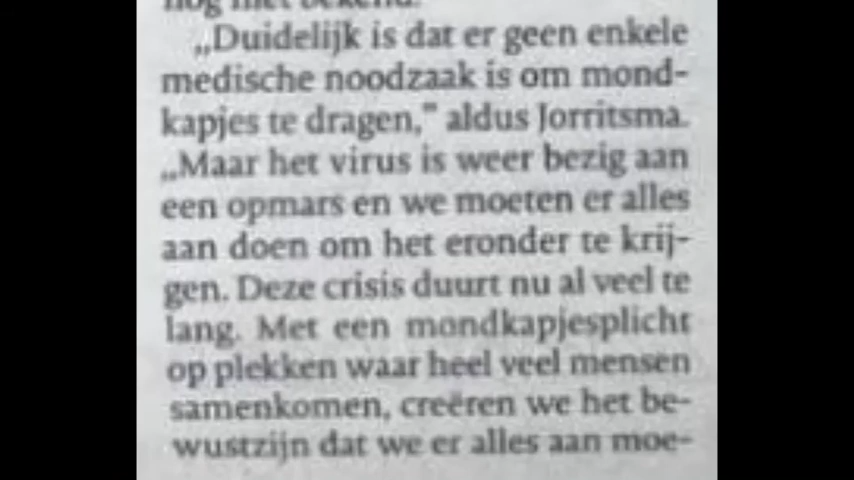 nog niet bekend.
„Duidelijk is dat er geen enkele
medische noodzaak is om mond-
kapjes te dragen,” aldus Jorritsma.
„Maar het virus is weer bezig aan
een opmars en we moeten er alles
aan doen om het eronder te krij-
gen. Deze crisis duurt nu al veel te
lang. Met een mondkapjesplicht
op plekken waar heel veel mensen
samenkomen, creëren we het be-
wustzijn dat we er alles aan moe-